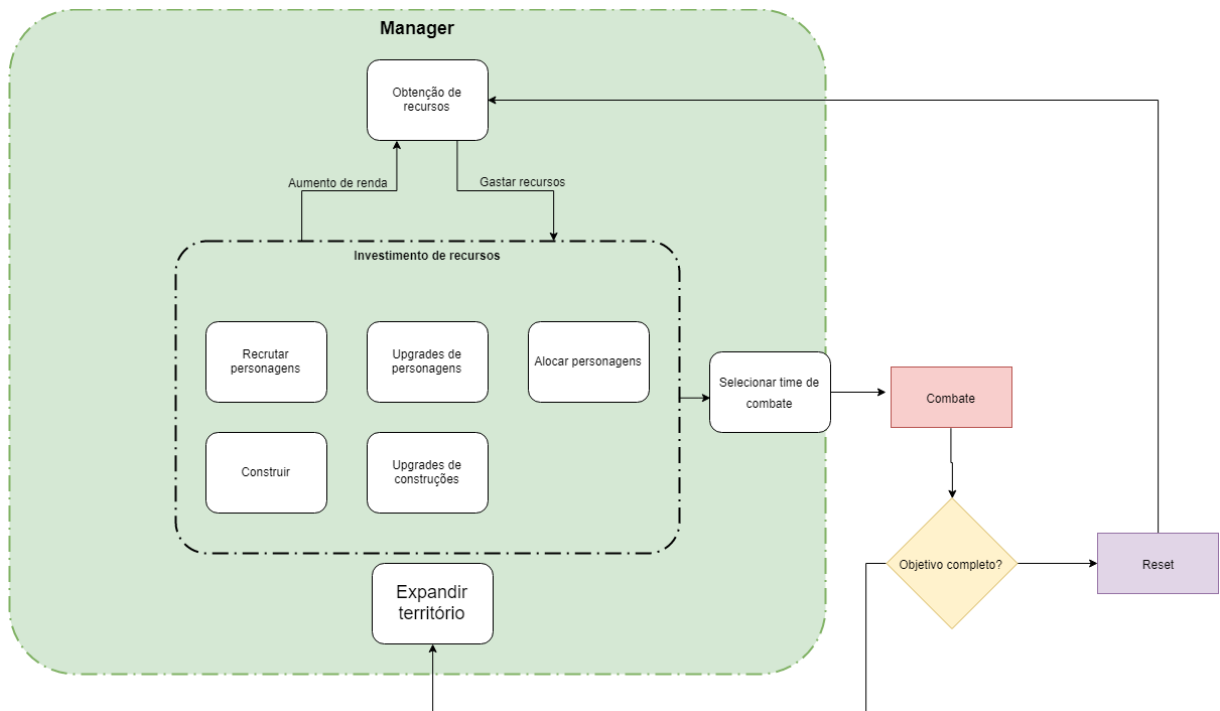 Manager
Obtenção de
recursos
Aumento de renda
Gastar recursos
Investimento de recursos
Recrutar
personagens
Upgrades de
personagens
Alocar personagens
Selecionar time de
combate
Combate
Construir
Upgrades de
construções
Objetivo completo?
Reset
Expandir
território